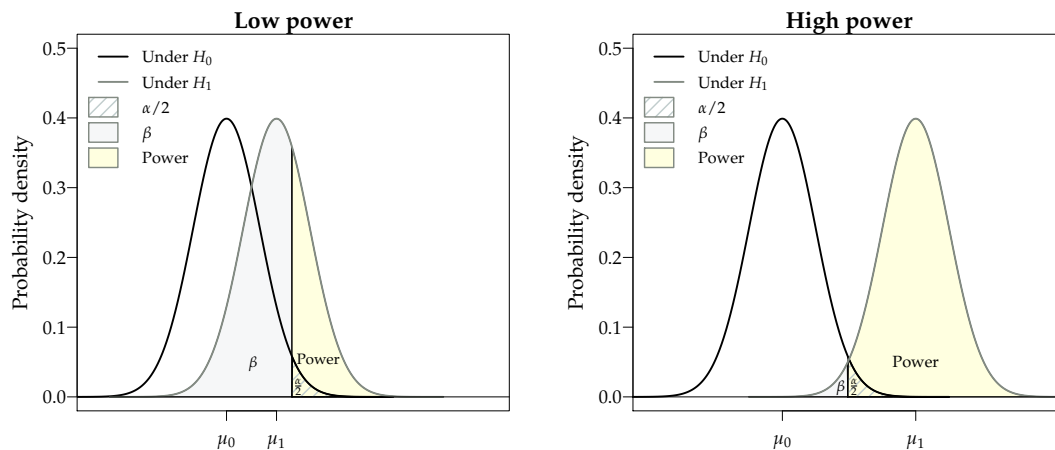 Low power
0.5
0.4
0.3
0.2
0.1
0.0
Probability density
Under H0
Under H1
α/2
β
Power
β
Power
α/2
μ0
μ1
High power
0.5
0.4
0.3
0.2
0.1
0.0
Probability density
Under H0
Under H1
α/2
β
Power
Power
β
α/2
μ0
μ1